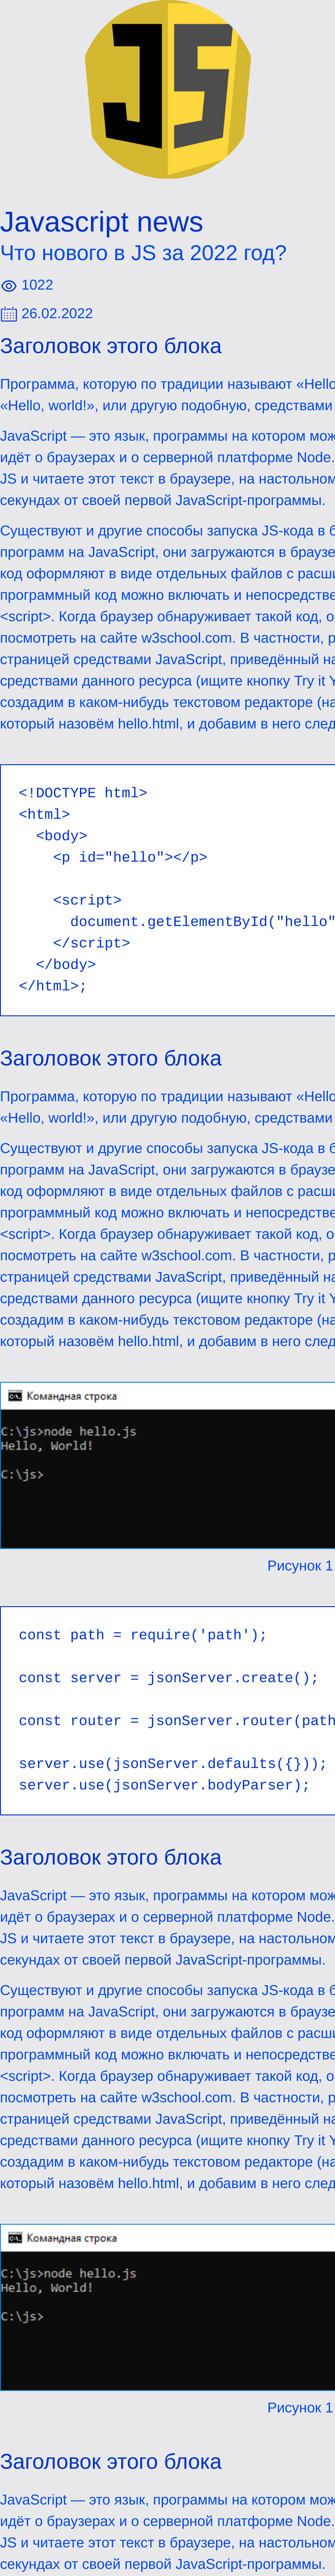 JS
Javascript news
Что нового в JS за 2022 год?
1022
26.02.2022
Заголовок этого блока
Программа, которую по традиции называют «Hello
«Hello, world!», или другую подобную, средствами
JavaScript — это язык, программы на котором мож
идёт о браузерах и о серверной платформе Node.
JS и читаете этот текст в браузере, на настольном
секундах от своей первой JavaScript-программы.
Существуют и другие способы запуска JS-кода в б
программ на JavaScript, они загружаются в браузе
код оформляют в виде отдельных файлов с расши
программный код можно включать и непосредстве
<script>. Когда браузер обнаруживает такой код, о
посмотреть на сайте w3school.com. В частности, р
страницей средствами JavaScript, приведённый на
средствами данного ресурса (ищите кнопку Try it Y
создадим в каком-нибудь текстовом редакторе (на
который назовём hello.html, и добавим в него след
<!DOCTYPE html>
<html>
<body>
<p id="hello"></p>
<script>
document.getElementById("hello"
</script>
</body>
</html>;
Заголовок этого блока
Программа, которую по традиции называют «Hello
«Hello, world!», или другую подобную, средствами
Существуют и другие способы запуска JS-кода в б
программ на JavaScript, они загружаются в браузе
код оформляют в виде отдельных файлов с расши
программный код можно включать и непосредстве
<script>. Когда браузер обнаруживает такой код, о
посмотреть на сайте w3school.com. В частности, р
страницей средствами JavaScript, приведённый на
средствами данного ресурса (ищите кнопку Try it Y
создадим в каком-нибудь текстовом редакторе (на
который назовём hello.html, и добавим в него след
Командная строка
C:\js>node hello.js
Hello, World!
C:\js>
Рисунок 1
const path = require('path');
const server = jsonServer.create();
const router = jsonServer.router(path
server.use(jsonServer.defaults({}));
server.use(jsonServer.bodyParser);
Заголовок этого блока
JavaScript — это язык, программы на котором мож
идёт о браузерах и о серверной платформе Node.
JS и читаете этот текст в браузере, на настольном
секундах от своей первой JavaScript-программы.
Существуют и другие способы запуска JS-кода в б
программ на JavaScript, они загружаются в браузе
код оформляют в виде отдельных файлов с расши
программный код можно включать и непосредстве
<script>. Когда браузер обнаруживает такой код, о
посмотреть на сайте w3school.com. В частности, р
страницей средствами JavaScript, приведённый на
средствами данного ресурса (ищите кнопку Try it Y
создадим в каком-нибудь текстовом редакторе (на
который назовём hello.html, и добавим в него след
Командная строка
C:\js>node hello.js
Hello, World!
C:\js>
Рисунок 1
Заголовок этого блока
JavaScript — это язык, программы на котором мож
идёт о браузерах и о серверной платформе Node.
JS и читаете этот текст в браузере, на настольном
секундах от своей первой JavaScript-программы.